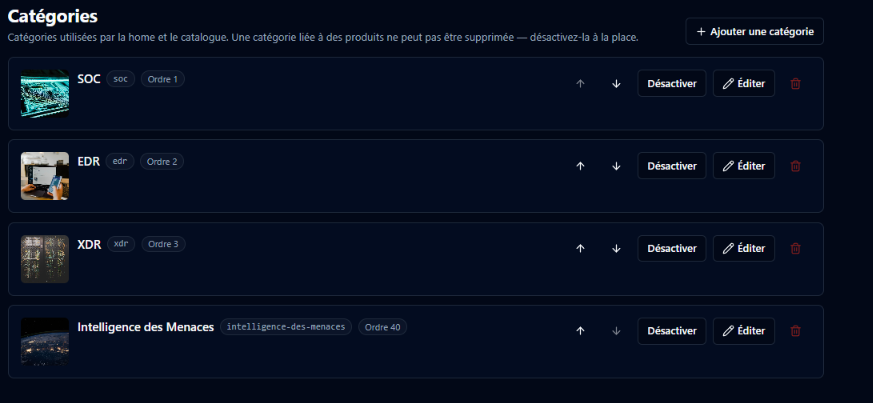 Catégories
Catégories utilisées par la home et le catalogue. Une catégorie liée à des produits ne peut pas être supprimée — désactivez-la à la place.
+ Ajouter une catégorie
SOC soc Ordre 1 Désactiver Éditer
EDR edr Ordre 2 Désactiver Éditer
XDR xdr Ordre 3 Désactiver Éditer
Intelligence des Menaces intelligence-des-menaces Ordre 40 Désactiver Éditer